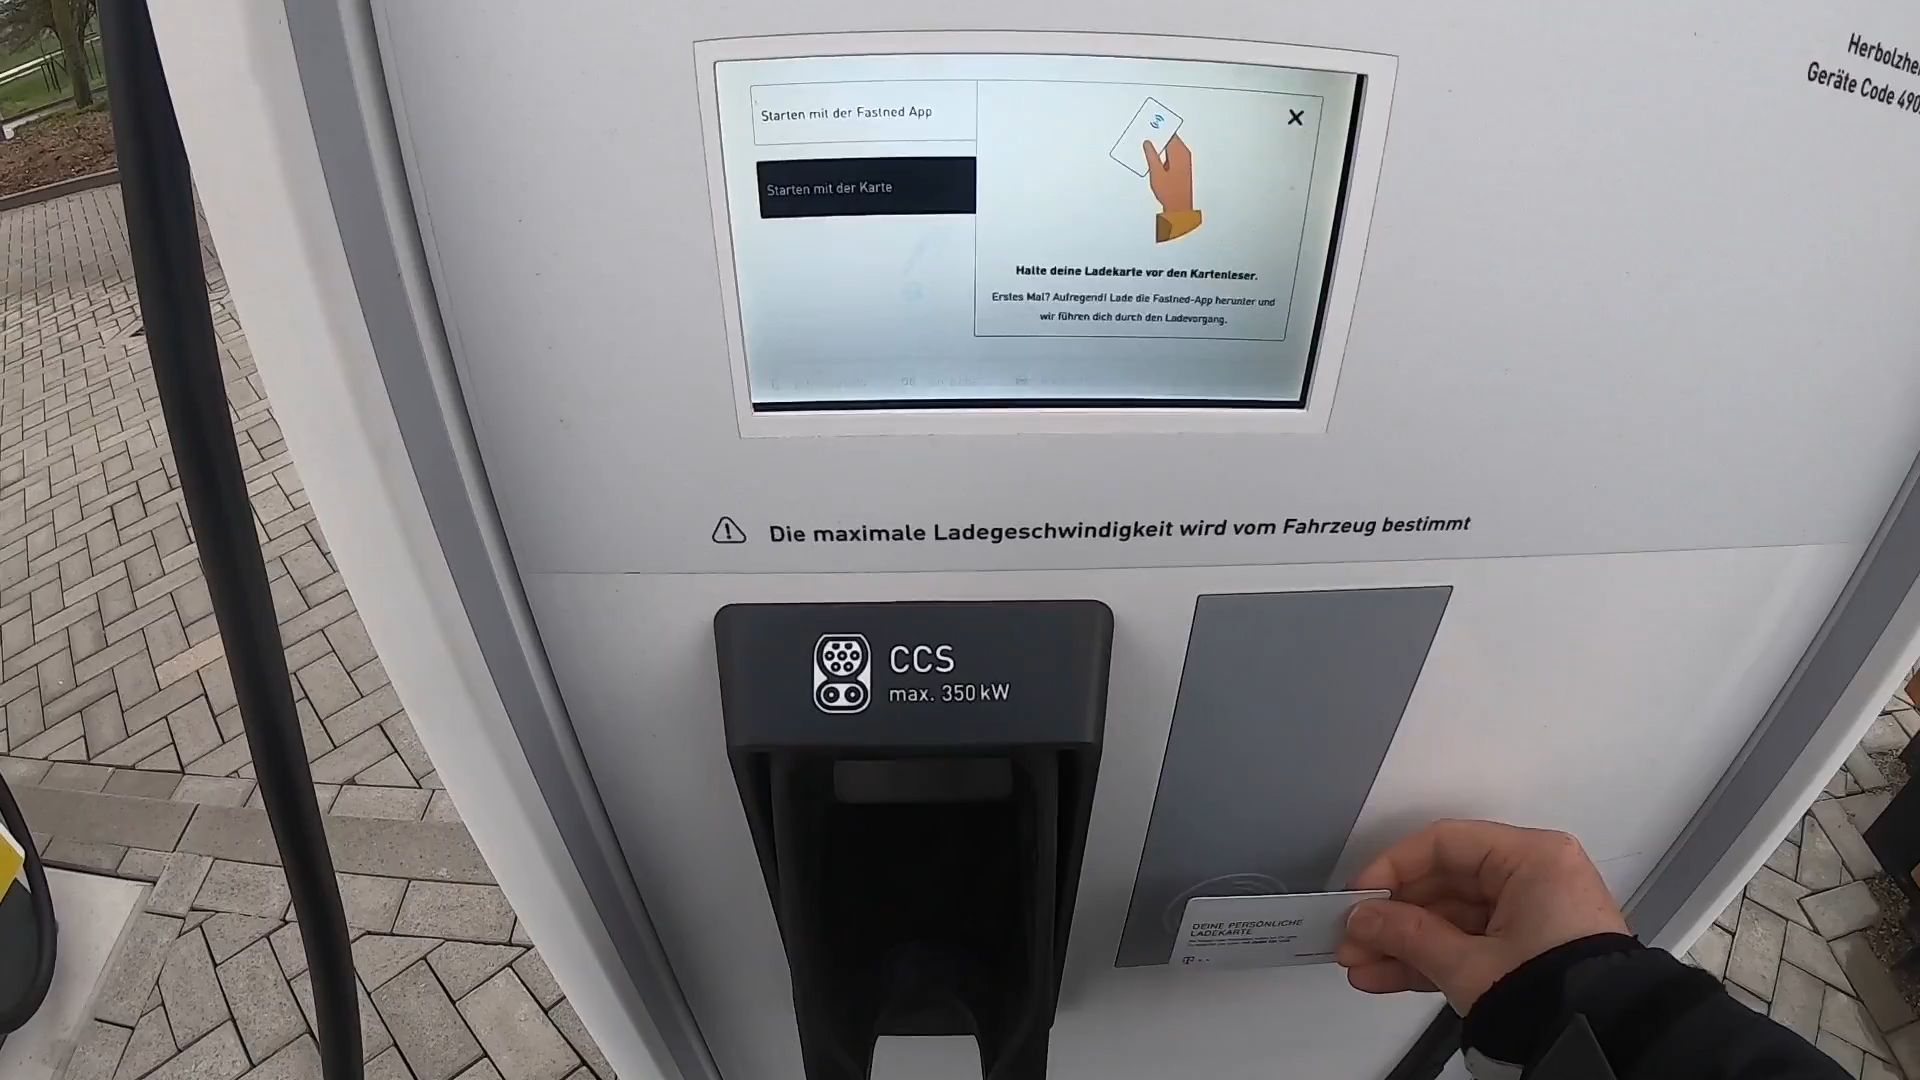 Starten mit der Fastned App
Starten mit der Karte
Halte deine Ladekarte vor den Kartenleser.
Erstes Mal? Aufregend! Lade die Fastned-App herunter und
wir führen dich durch den Ladevorgang.
Geräte Code
Die maximale Ladegeschwindigkeit wird vom Fahrzeug bestimmt
CCS
max. 350 kW
DEINE PERSÖNLICHE
LADEKARTE